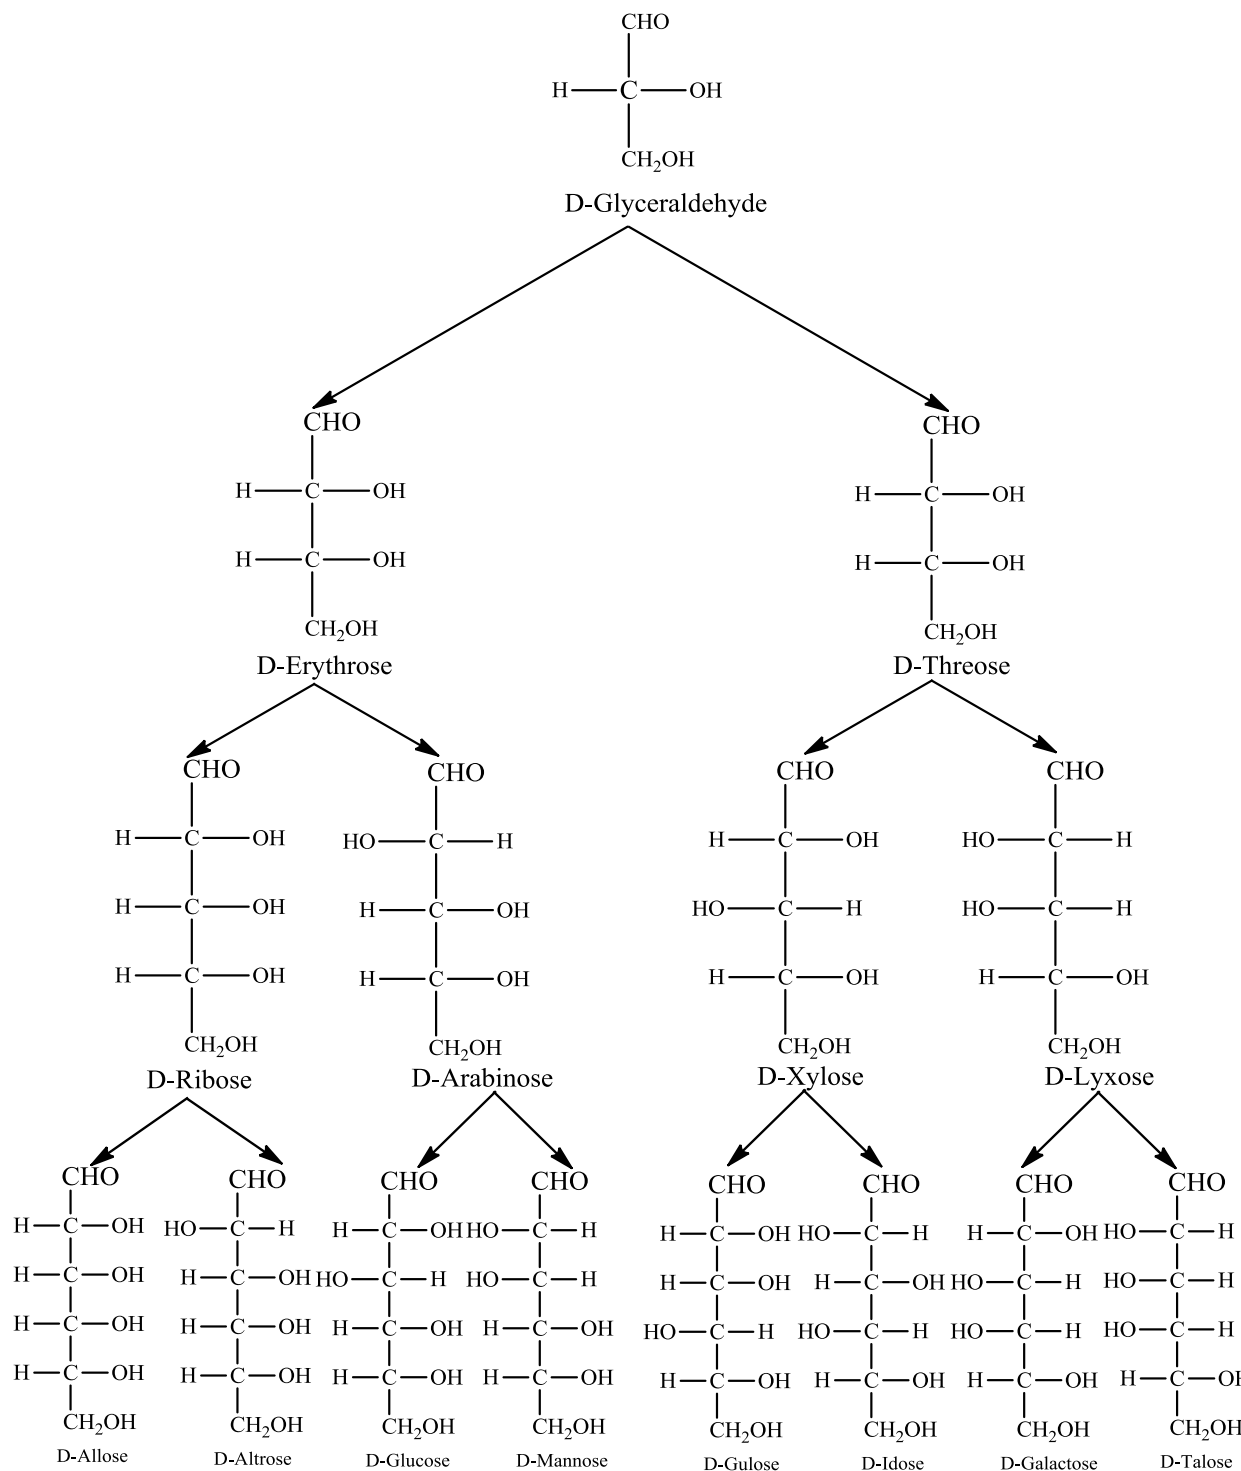 CHO
H C OH
CH2OH
D-Glyceraldehyde
CHO CHO
H C OH H C OH
H C OH H C OH
CH2OH CH2OH
D-Erythrose D-Threose
CHO CHO CHO CHO
H C OH HO C H H C OH HO C H
H C OH H C OH HO C H HO C H
H C OH H C OH H C OH H C OH
CH2OH CH2OH CH2OH CH2OH
D-Ribose D-Arabinose D-Xylose D-Lyxose
CHO CHO CHO CHO CHO CHO CHO CHO
H C OH HO C H H C OH HO C H H C OH HO C H H C OH HO C H
H C OH H C OH HO C H HO C H H C OH H C OH HO C H HO C H
H C OH H C OH H C OH H C OH HO C H HO C H HO C H HO C H
H C OH H C OH H C OH H C OH H C OH H C OH H C OH H C OH
CH2OH CH2OH CH2OH CH2OH CH2OH CH2OH CH2OH CH2OH
D-Allose D-Altrose D-Glucose D-Mannose D-Gulose D-Idose D-Galactose D-Talose